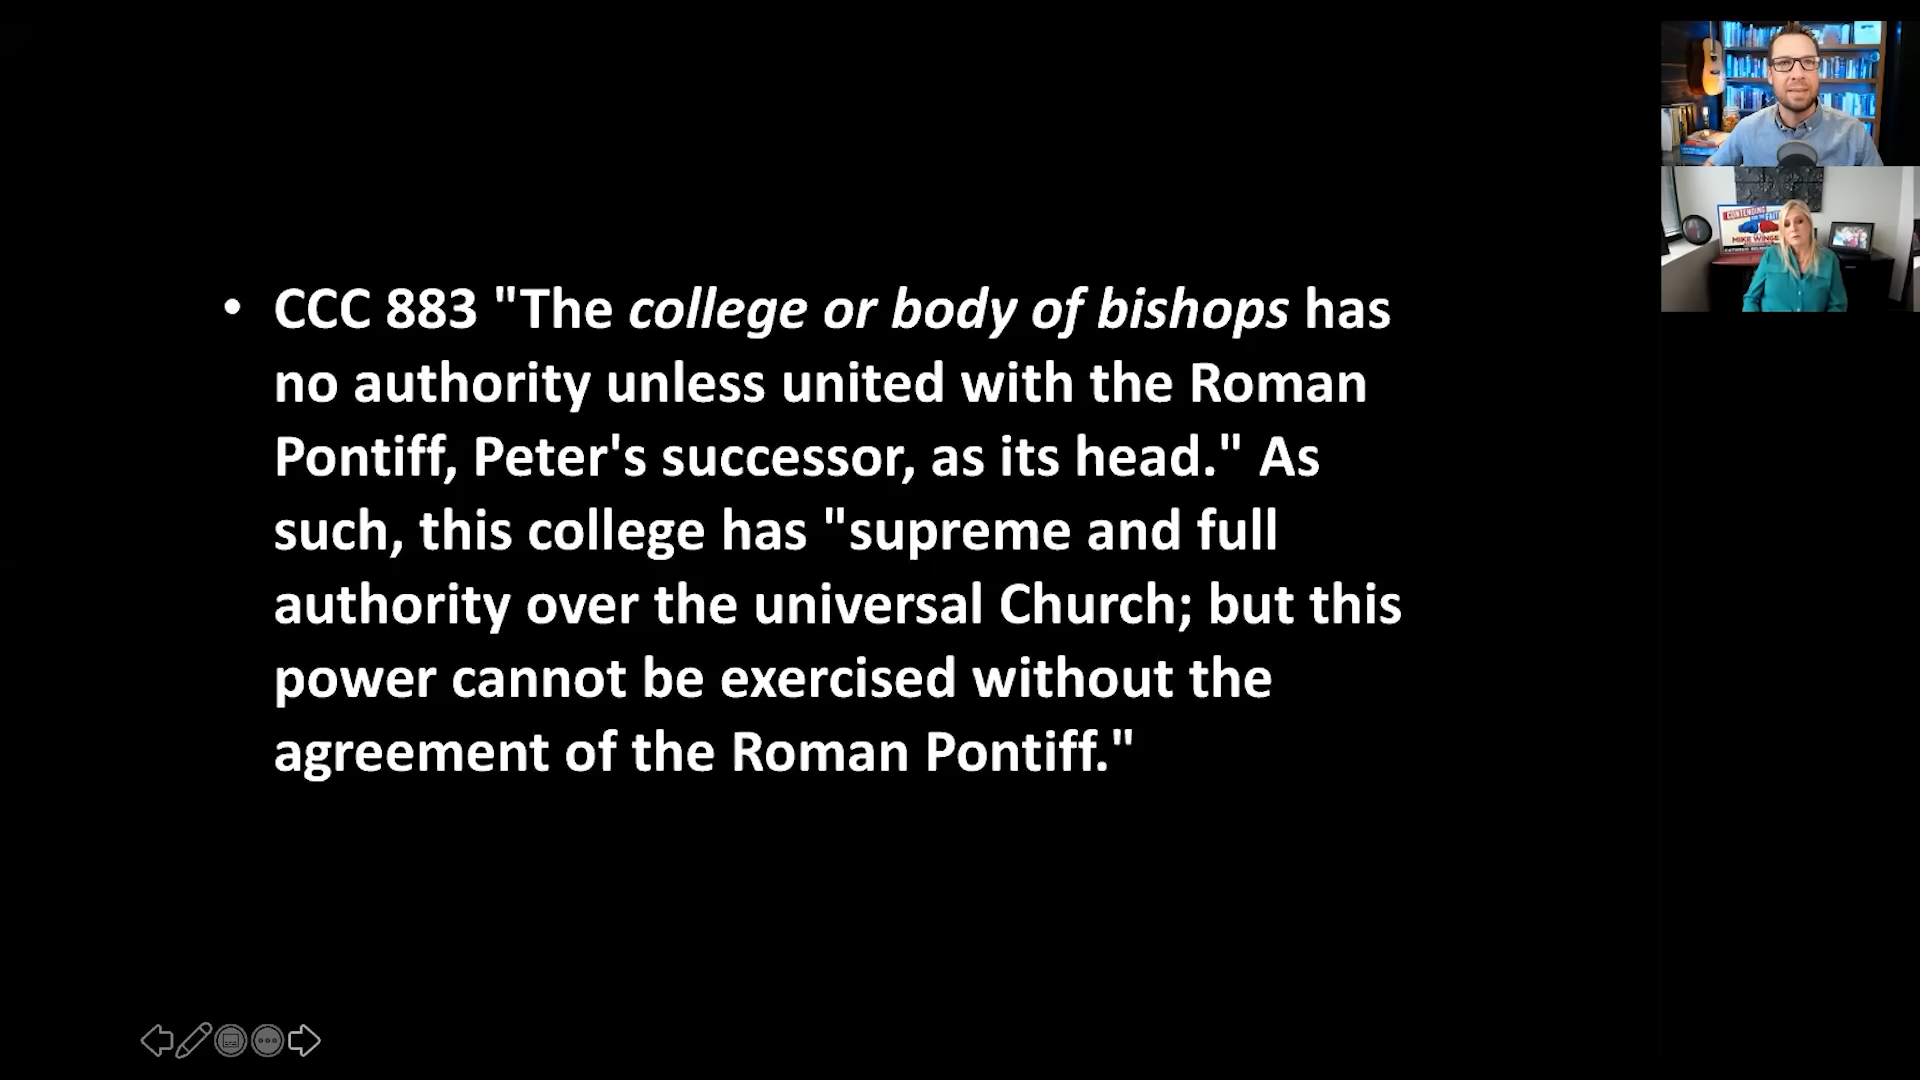 • CCC 883 "The college or body of bishops has
no authority unless united with the Roman
Pontiff, Peter's successor, as its head." As
such, this college has "supreme and full
authority over the universal Church; but this
power cannot be exercised without the
agreement of the Roman Pontiff."
CONTENDING
FOR THE FAITH
MIKE WINGE